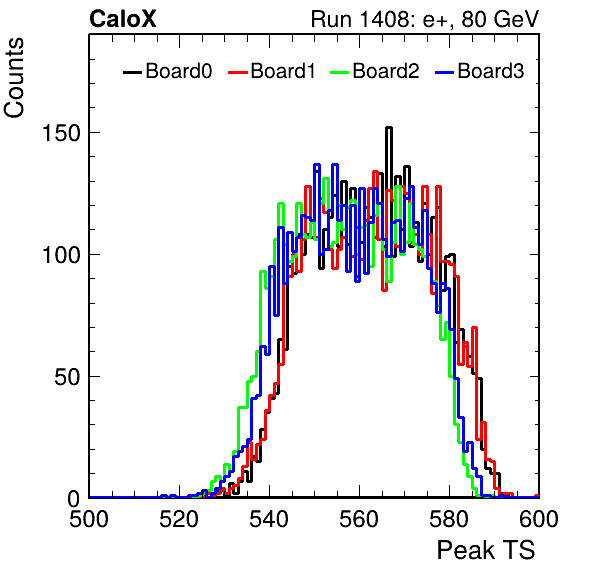 CaloX Run 1408: e+, 80 GeV
Counts
Board0 Board1 Board2 Board3
150
100
50
0
500 520 540 560 580 600
Peak TS